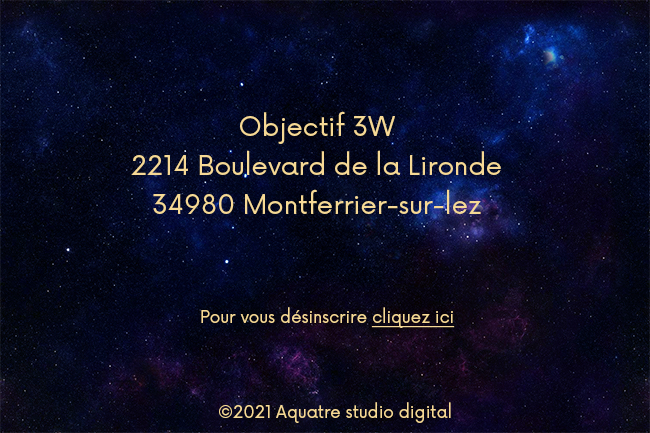 Objectif 3W
2214 Boulevard de la Lironde
34980 Montferrier-sur-lez
Pour vous désinscrire cliquez ici
©2021 Aquatre studio digital